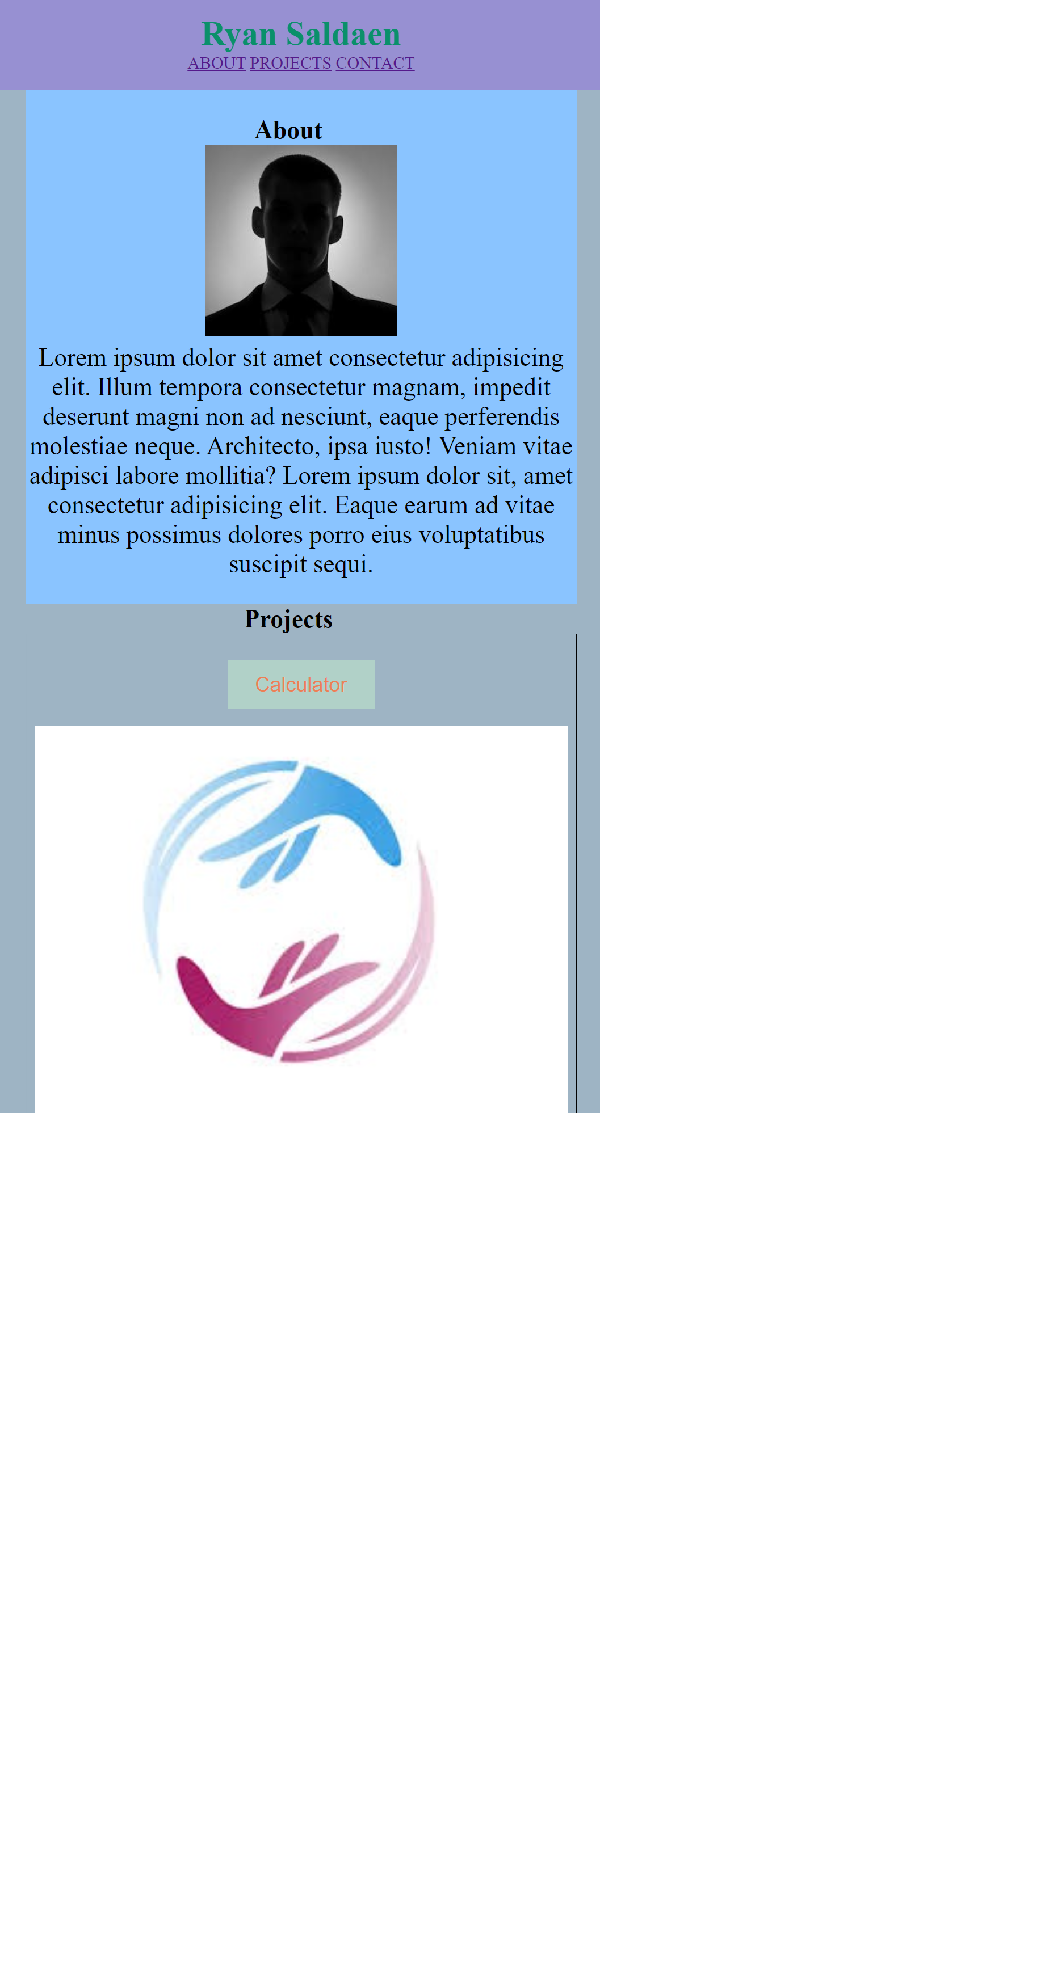 Ryan Saldaen
ABOUT PROJECTS CONTACT
About
Lorem ipsum dolor sit amet consectetur adipisicing
elit. Illum tempora consectetur magnam, impedit
deserunt magni non ad nesciunt, eaque perferendis
molestiae neque. Architecto, ipsa iusto! Veniam vitae
adipisci labore mollitia? Lorem ipsum dolor sit, amet
consectetur adipisicing elit. Eaque earum ad vitae
minus possimus dolores porro eius voluptatibus
suscipit sequi.
Projects
Calculator